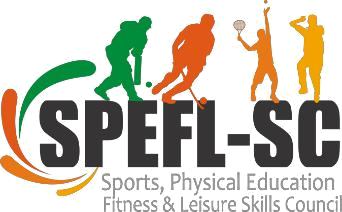 SPEFL-SC
Sports, Physical Education
Fitness & Leisure Skills Council